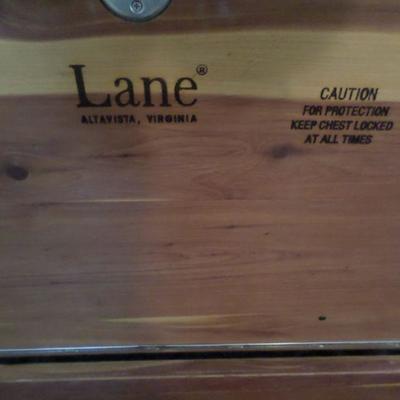 Lane®
ALTAVISTA, VIRGINIA
CAUTION
FOR PROTECTION
KEEP CHEST LOCKED
AT ALL TIMES